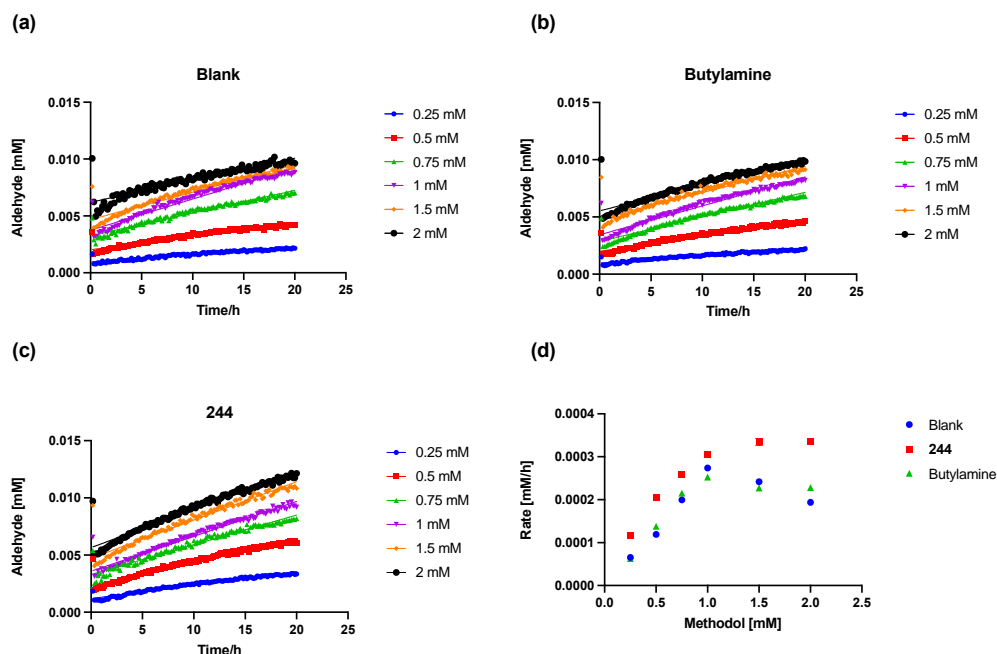 (a)
Blank
Aldehyde [mM]
0.015
0.010
0.005
0.000
0 5 10 15 20 25
Time/h
0.25 mM
0.5 mM
0.75 mM
1 mM
1.5 mM
2 mM
(b)
Butylamine
Aldehyde [mM]
0.015
0.010
0.005
0.000
0 5 10 15 20 25
Time/h
0.25 mM
0.5 mM
0.75 mM
1 mM
1.5 mM
2 mM
(c)
244
Aldehyde [mM]
0.015
0.010
0.005
0.000
0 5 10 15 20 25
Time/h
0.25 mM
0.5 mM
0.75 mM
1 mM
1.5 mM
2 mM
(d)
Rate [mM/h]
0.0004
0.0003
0.0002
0.0001
0.0000
0.0 0.5 1.0 1.5 2.0 2.5
Methodol [mM]
Blank
244
Butylamine